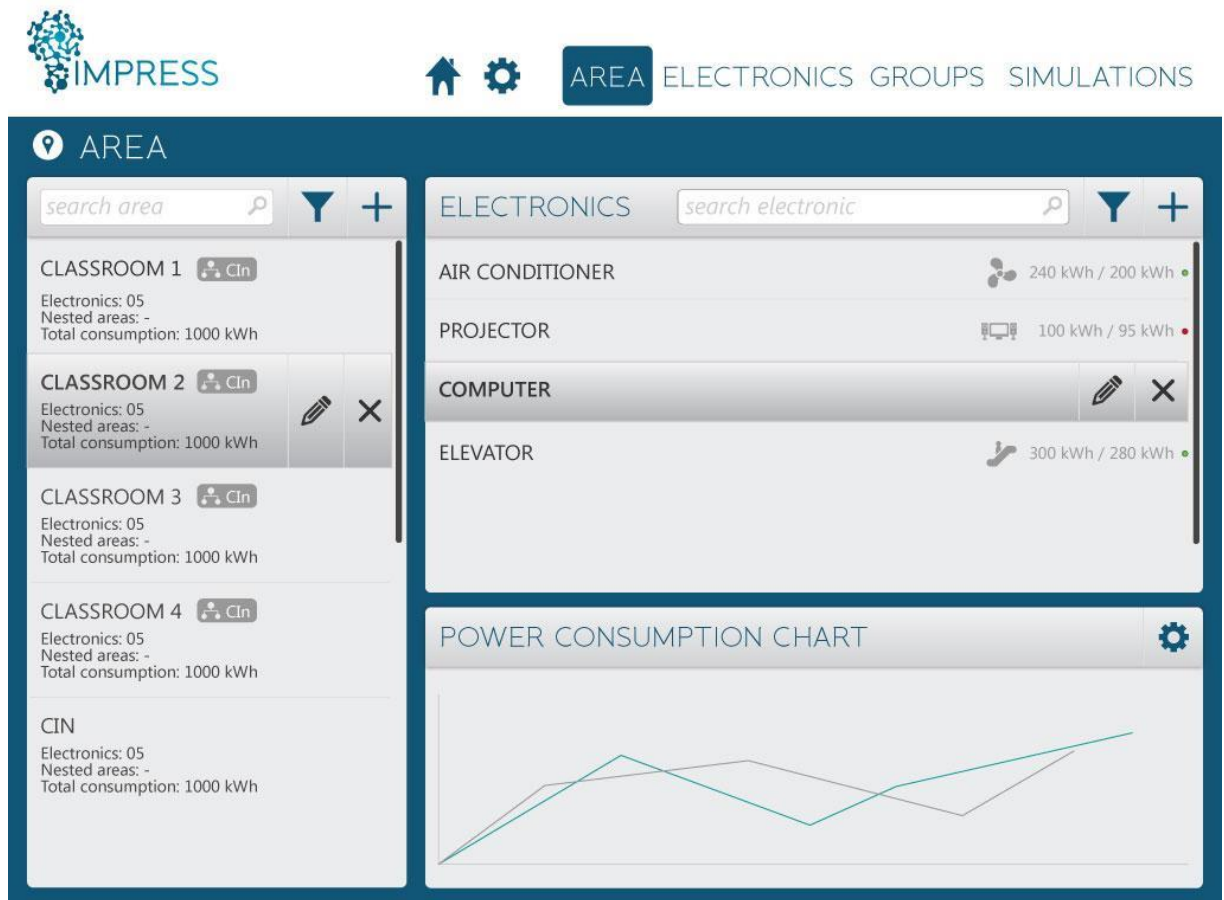 IMPRESS
AREA ELECTRONICS GROUPS SIMULATIONS
AREA
search area
CLASSROOM 1 CIn
Electronics: 05
Nested areas: -
Total consumption: 1000 kWh
CLASSROOM 2 CIn
Electronics: 05
Nested areas: -
Total consumption: 1000 kWh
CLASSROOM 3 CIn
Electronics: 05
Nested areas: -
Total consumption: 1000 kWh
CLASSROOM 4 CIn
Electronics: 05
Nested areas: -
Total consumption: 1000 kWh
CIN
Electronics: 05
Nested areas: -
Total consumption: 1000 kWh
ELECTRONICS search electronic
AIR CONDITIONER 240 kWh / 200 kWh
PROJECTOR 100 kWh / 95 kWh
COMPUTER
ELEVATOR 300 kWh / 280 kWh
POWER CONSUMPTION CHART